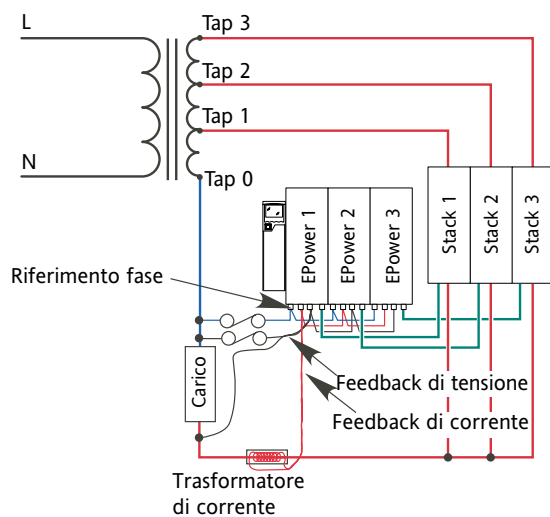 L
Tap 3
Tap 2
Tap 1
N
Tap 0
EPower 1
EPower 2
EPower 3
Stack 1
Stack 2
Stack 3
Riferimento fase
Carico
Feedback di tensione
Feedback di corrente
Trasformatore
di corrente